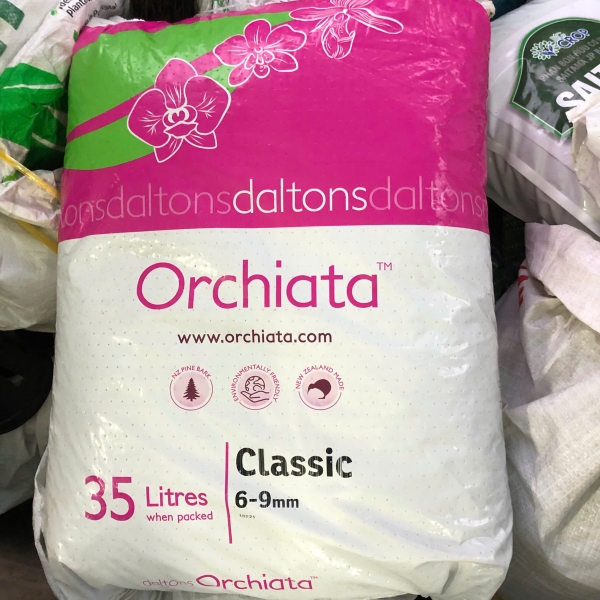 daltonsdaltonsdaltons
Orchiata™
www.orchiata.com
NZ PINE BARK
ENVIRONMENTALLY FRIENDLY
NEW ZEALAND MADE
35 Litres
when packed
Classic
6-9mm
daltons Orchiata™
CROP